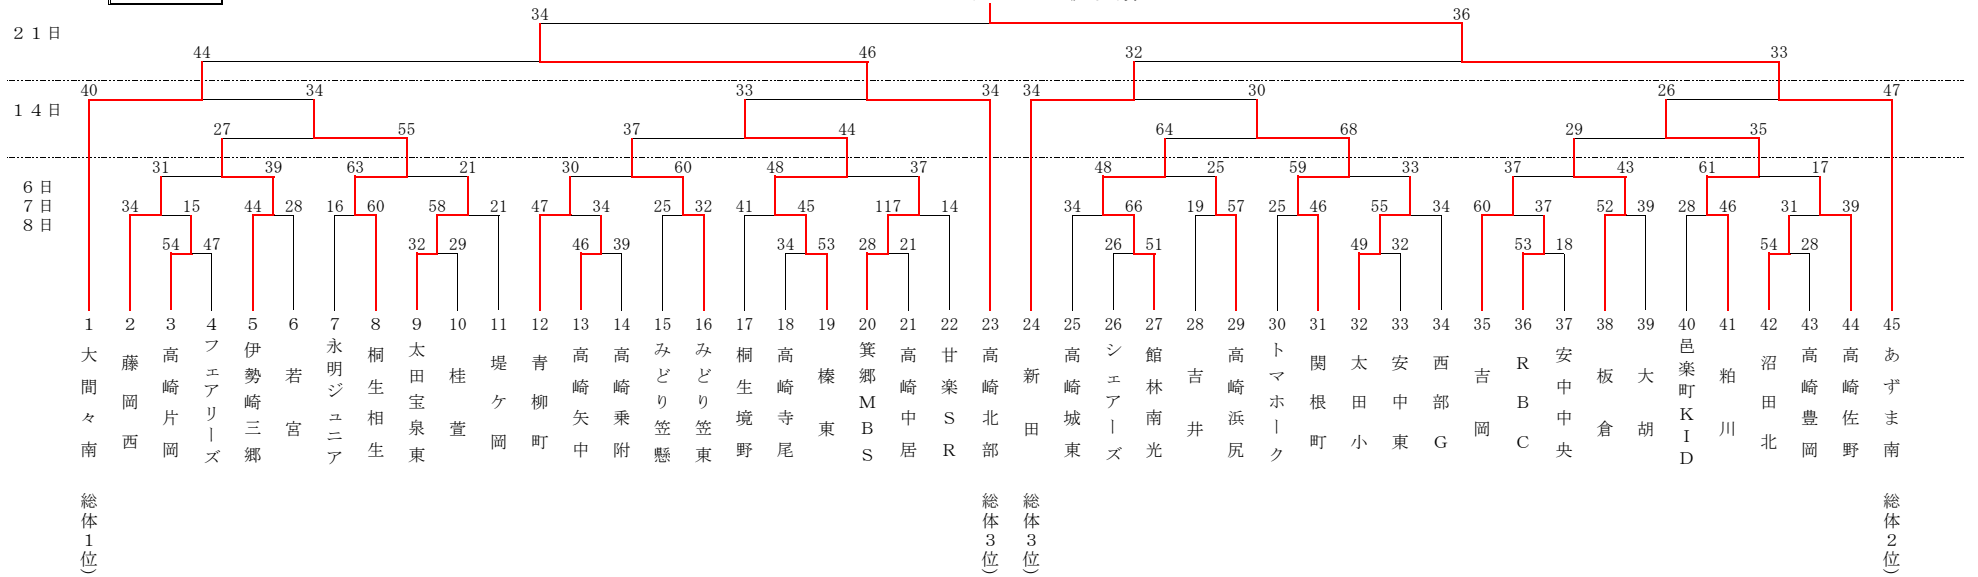 34 36
２１日
44 46 32 33
40 34 33 34 34 30 26 47
１４日
27 55 37 44 64 68 29 35
31 39 63 21 30 60 48 37 48 25 59 33 37 43 61 17
６日
７日
８日
34 15 44 28 16 60 58 21 47 34 25 32 41 45 117 14 34 66 19 57 25 46 55 34 60 37 52 39 28 46 31 39
54 47 32 29 46 39 34 53 28 21 26 51 49 32 53 18 54 28
1 2 3 4 5 6 7 8 9 10 11 12 13 14 15 16 17 18 19 20 21 22 23 24 25 26 27 28 29 30 31 32 33 34 35 36 37 38 39 40 41 42 43 44 45
大間々南
藤岡西
高崎片岡
フェアリーズ
伊勢崎三郷
若宮
永明ジュニア
桐生相生
太田宝泉東
桂萱
堤ケ岡
青柳町
高崎矢中
高崎乗附
みどり笠懸
みどり笠東
桐生境野
高崎寺尾
榛東
箕郷ＭＢＳ
高崎中居
甘楽ＳＲ
高崎北部
新田
高崎城東
シェアーズ
館林南光
吉井
高崎浜尻
トマホーク
関根町
太田小
安中東
西部Ｇ
吉岡
ＲＢＣ
安中中央
板倉
大胡
邑楽町ＫＩＤ
粕川
沼田北
高崎豊岡
高崎佐野
あずま南
総体１位）
総体３位）
総体３位）
総体２位）